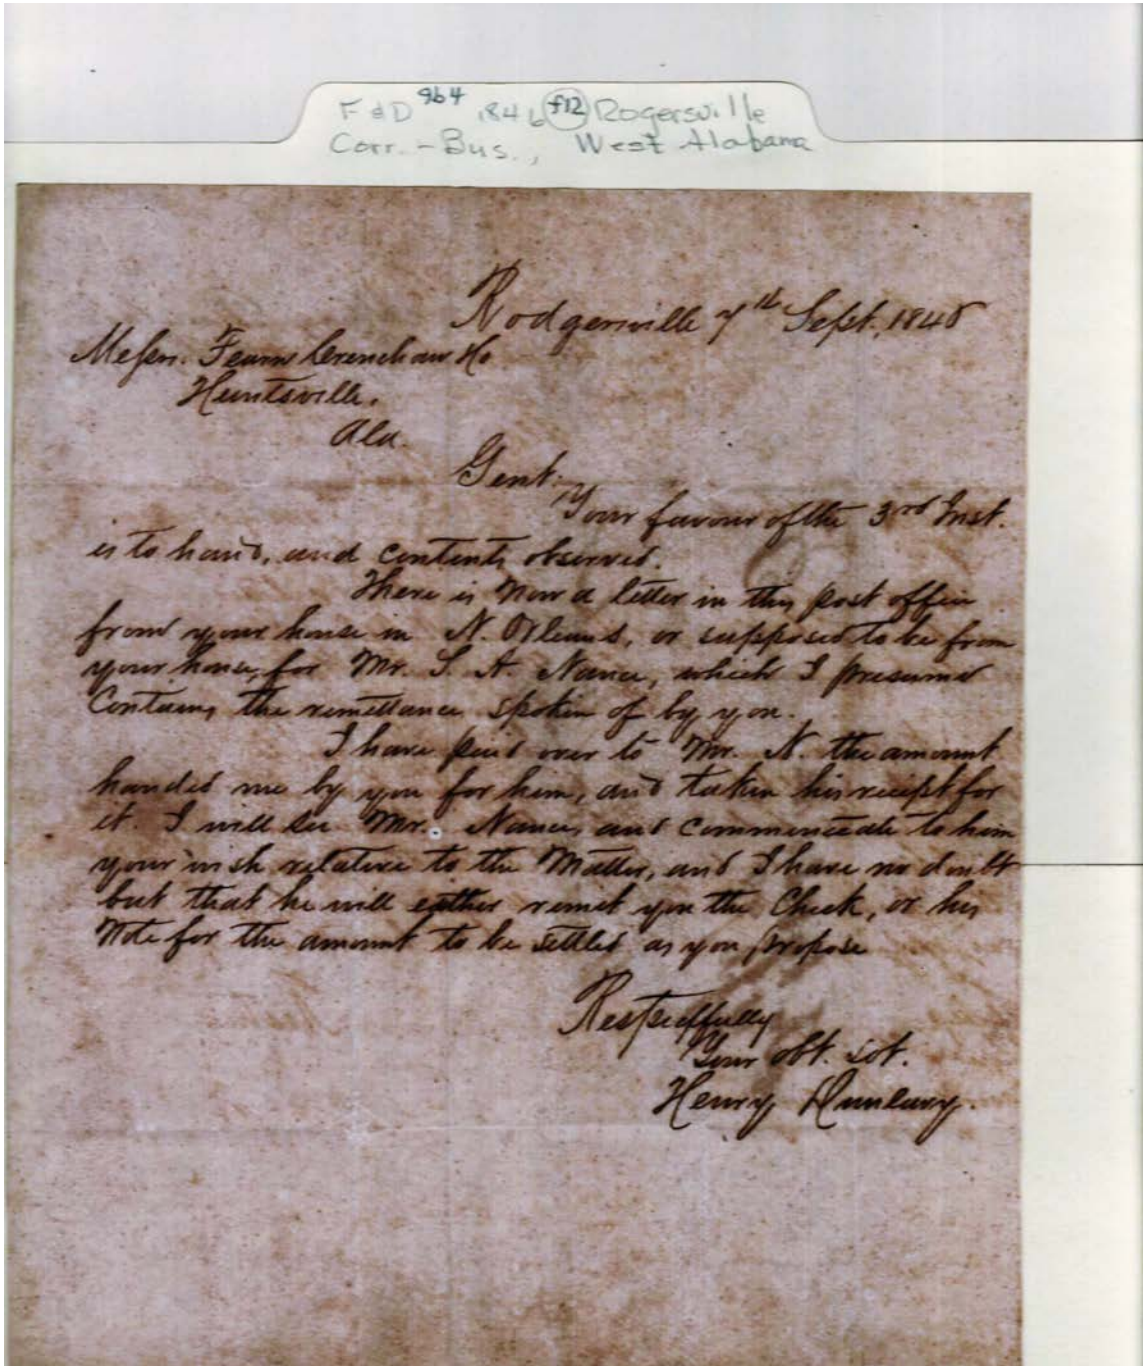 F&D 964 1846 f12 Rogersville
Corr. - Bus., West Alabama
Rodgersville 7th Sept. 1846
Messrs. Fearn Crenshaw & Co
Huntsville,
Ala.
Gent;
Your favour of the 3rd Inst.
is to hand, and contents observed.
There is now a letter in this post office
from your house in N. Orleans, or supposed to be from
your house, for Mr. S. A. Nance, which I presume
Contains the remittance spoken of by you.
I have paid over to Mr. N. the amount
handed me by you for him, and taken his reciept for
it. I will see Mr. Nance, and communicate to him
your wish relative to the Matter, and I have no doubt
but that he will either remit you the Check, or his
Note for the amount to be settled as you propose
Respectfully
Your obt. svt.
Henry